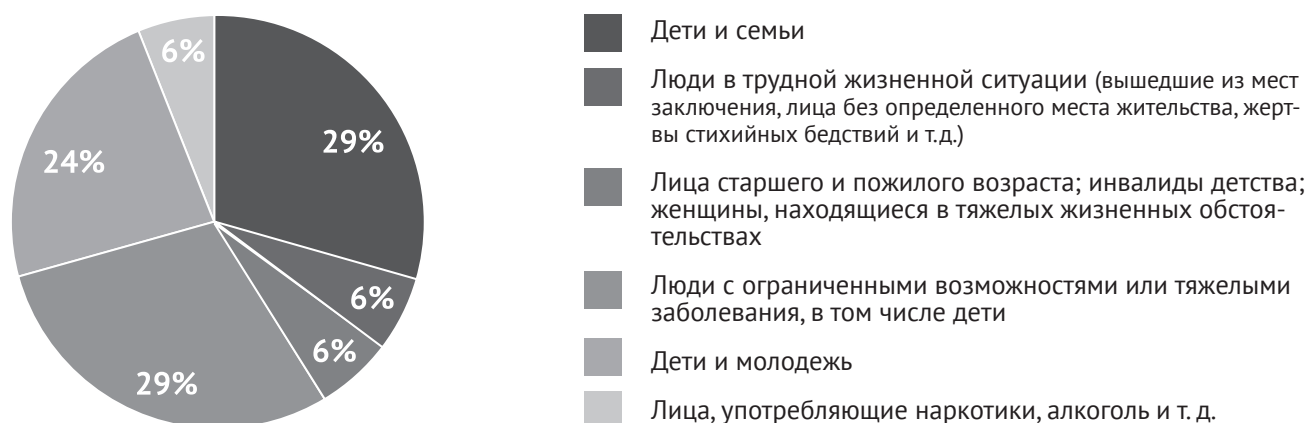 6%
29%
24%
6%
6%
29%
Дети и семьи
Люди в трудной жизненной ситуации (вышедшие из мест
заключения, лица без определенного места жительства, жерт-
вы стихийных бедствий и т.д.)
Лица старшего и пожилого возраста; инвалиды детства;
женщины, находящиеся в тяжелых жизненных обстоя-
тельствах
Люди с ограниченными возможностями или тяжелыми
заболевания, в том числе дети
Дети и молодежь
Лица, употребляющие наркотики, алкоголь и т. д.